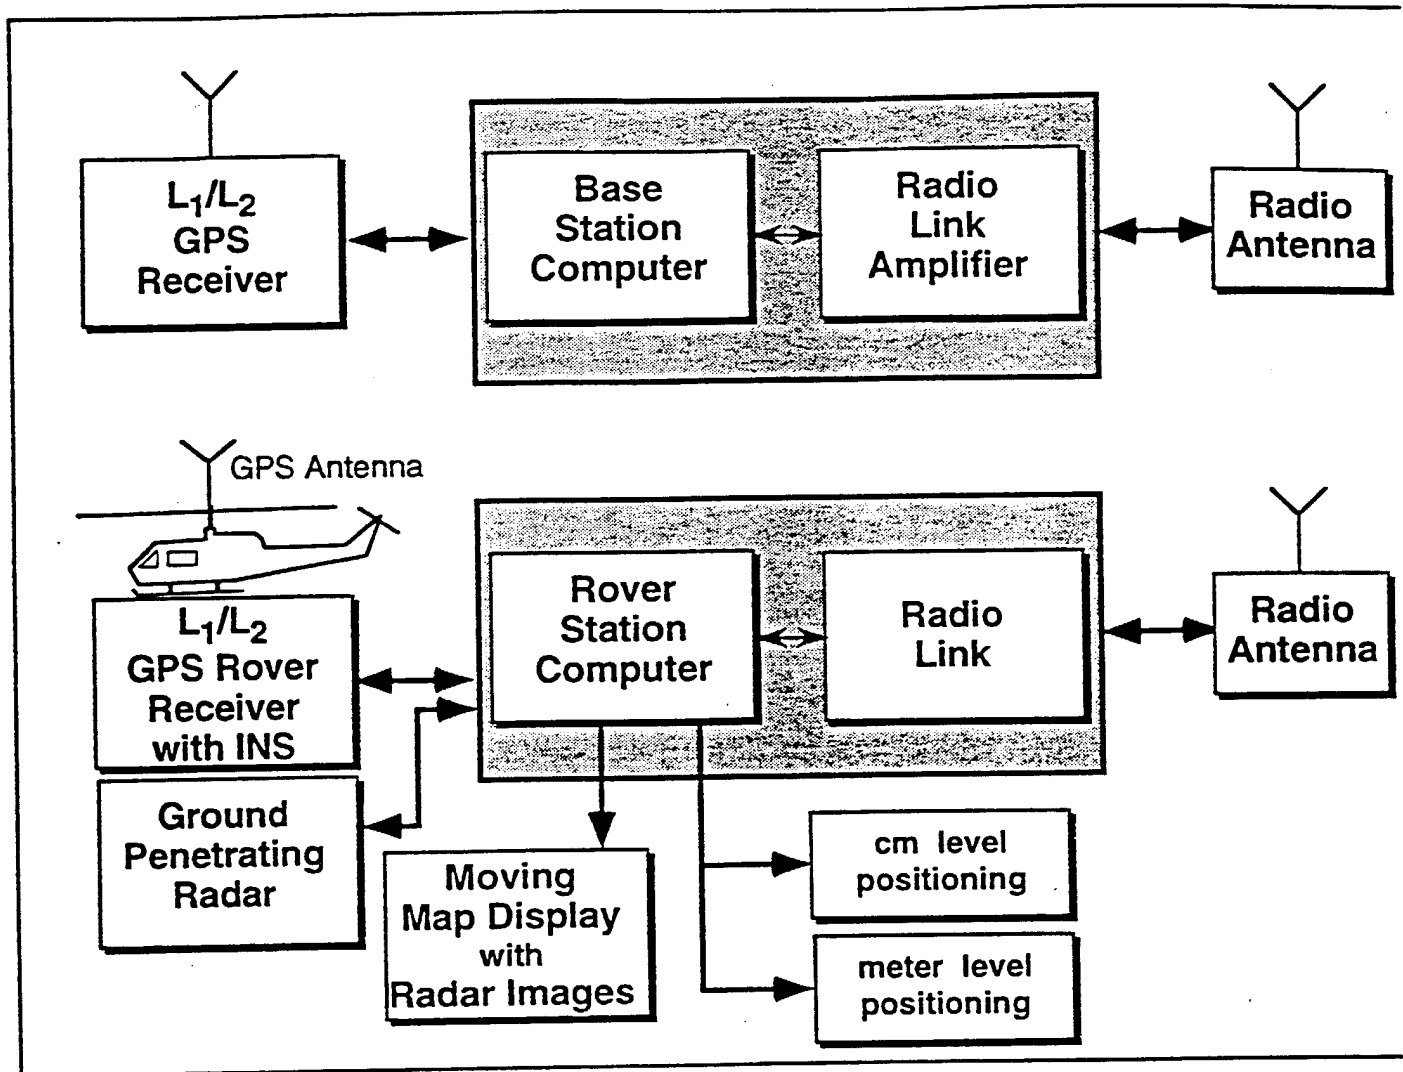 L1/L2
GPS
Receiver
Base
Station
Computer
Radio
Link
Amplifier
Radio
Antenna
GPS Antenna
L1/L2
GPS Rover
Receiver
with INS
Rover
Station
Computer
Radio
Link
Radio
Antenna
Ground
Penetrating
Radar
Moving
Map Display
with
Radar Images
cm level
positioning
meter level
positioning